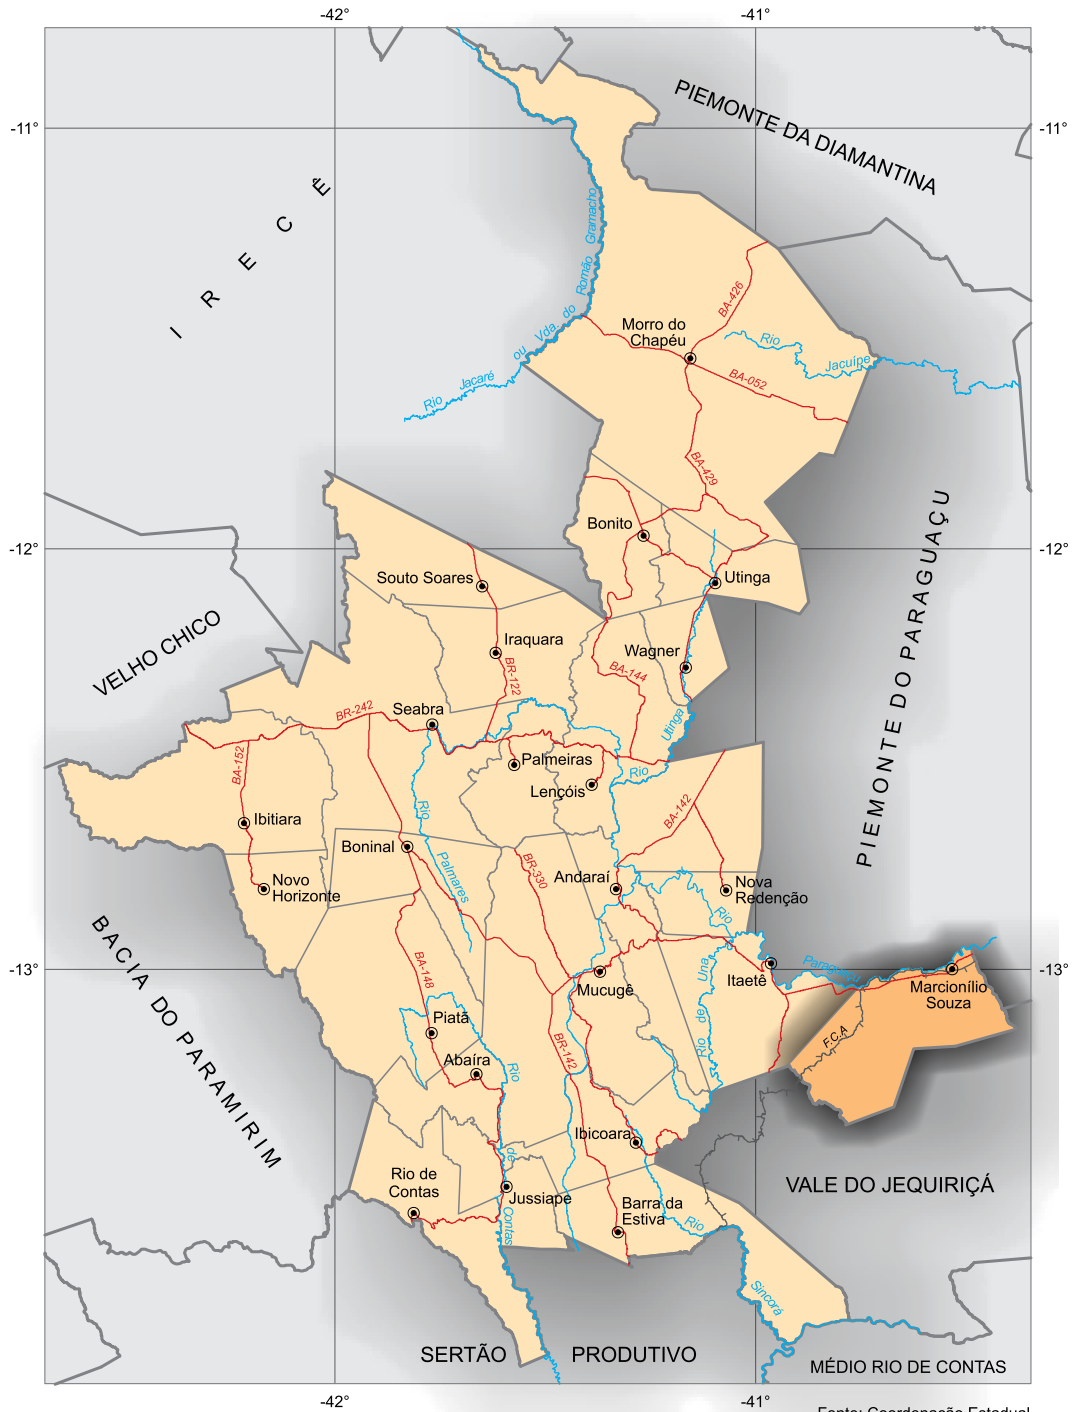 -42°
-41°
-11°
-11°
PIEMONTE DA DIAMANTINA
I R E C Ê
Rio Jacaré ou Vda. do Romão Gramacho
BA-426
Morro do
Chapéu
Rio Jacuípe
BA-052
BA-429
Bonito
-12°
-12°
Souto Soares
Utinga
PIEMONTE DO PARAGUAÇU
VELHO CHICO
Iraquara
Wagner
BR-122
BA-144
Seabra
BR-242
Rio Utinga
BA-152
Palmeiras
Lençóis
BA-142
Ibitiara
Rio Palmares
Boninal
BR-330
Andaraí
Novo
Horizonte
Nova
Redenção
Rio Paraguaçu
BACIA DO PARAMIRIM
BA-148
-13°
-13°
Itaetê
Mucugê
Marcionílio
Souza
Rio de Una
Piatã
F.C.A
BR-142
Abaíra
Rio de Contas
Ibicoara
Rio de
Contas
Jussiape
VALE DO JEQUIRIÇÁ
Barra da
Estiva
Rio Sincorá
SERTÃO PRODUTIVO
MÉDIO RIO DE CONTAS
-42°
-41°